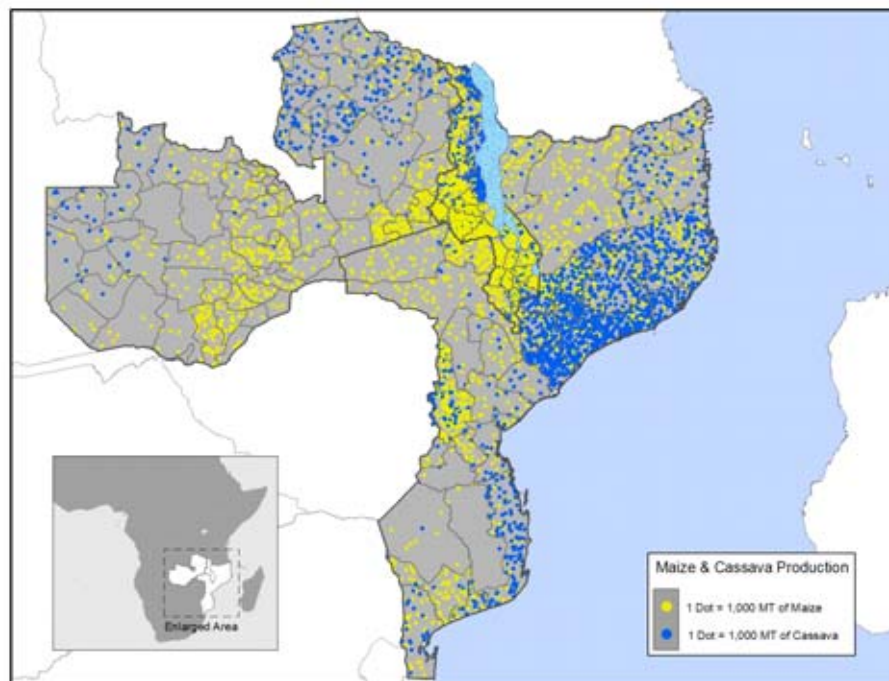 Enlarged Area
Maize & Cassava Production
1 Dot = 1,000 MT of Maize
1 Dot = 1,000 MT of Cassava